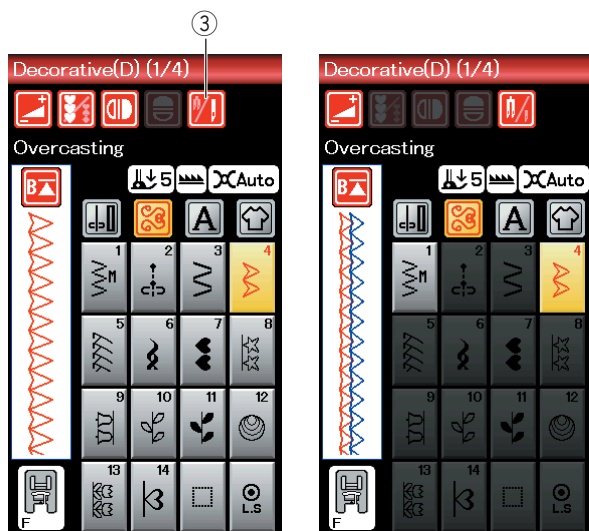 ③
Decorative(D) (1/4)
Overcasting
B
5
Auto
A
1
M
2
3
4
5
6
7
8
9
10
11
12
F
13
14
L.S
Decorative(D) (1/4)
Overcasting
B
5
Auto
A
1
M
2
3
4
5
6
7
8
9
10
11
12
F
13
14
L.S